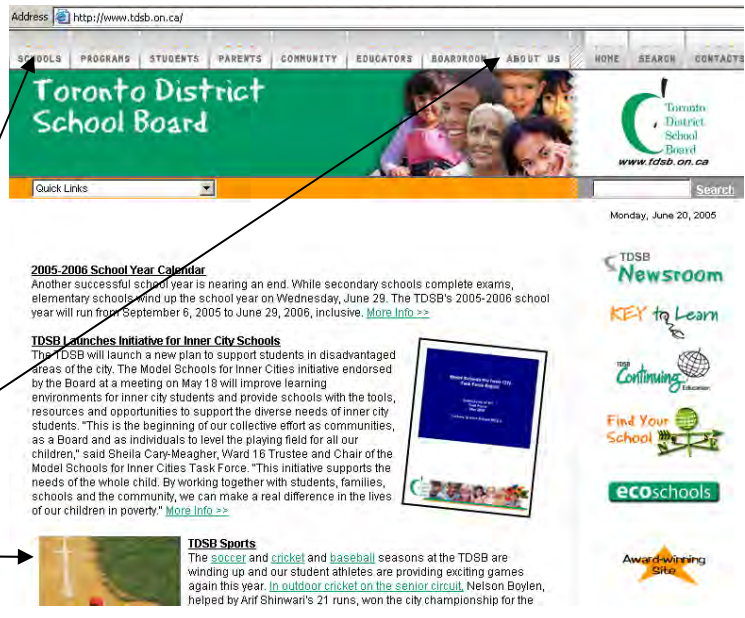 Address http://www.tdsb.on.ca/
SCHOOLS PROGRAMS STUDENTS PARENTS COMMUNITY EDUCATORS BOARDROOM ABOUT US HOME SEARCH CONTACTS
Toronto District
School Board
Toronto
District
School
Board
www.tdsb.on.ca
Quick Links
Search
Monday, June 20, 2005
2005-2006 School Year Calendar
Another successful school year is nearing an end. While secondary schools complete exams,
elementary schools wind up the school year on Wednesday, June 29. The TDSB's 2005-2006 school
year will run from September 6, 2005 to June 29, 2006, inclusive. More Info >>
TDSB Launches Initiative for Inner City Schools
The TDSB will launch a new plan to support students in disadvantaged
areas of the city. The Model Schools for Inner Cities initiative endorsed
by the Board at a meeting on May 18 will improve learning
environments for inner city students and provide schools with the tools,
resources and opportunities to support the diverse needs of inner city
students. "This is the beginning of our collective effort as communities,
as a Board and as individuals to level the playing field for all our
children," said Sheila Cary-Meagher, Ward 16 Trustee and Chair of the
Model Schools for Inner Cities Task Force. "This initiative supports the
needs of the whole child. By working together with students, families,
schools and the community, we can make a real difference in the lives
of our children in poverty." More Info >>
TDSB Sports
The soccer and cricket and baseball seasons at the TDSB are
winding up and our student athletes are providing exciting games
again this year. In outdoor cricket on the senior circuit, Nelson Boylen,
helped by Arif Shinwari's 21 runs, won the city championship for the
TDSB
Newsroom
KEY to Learn
TDSB
Continuing
Education
Find Your
School
ecoschools
Award-winning
Site